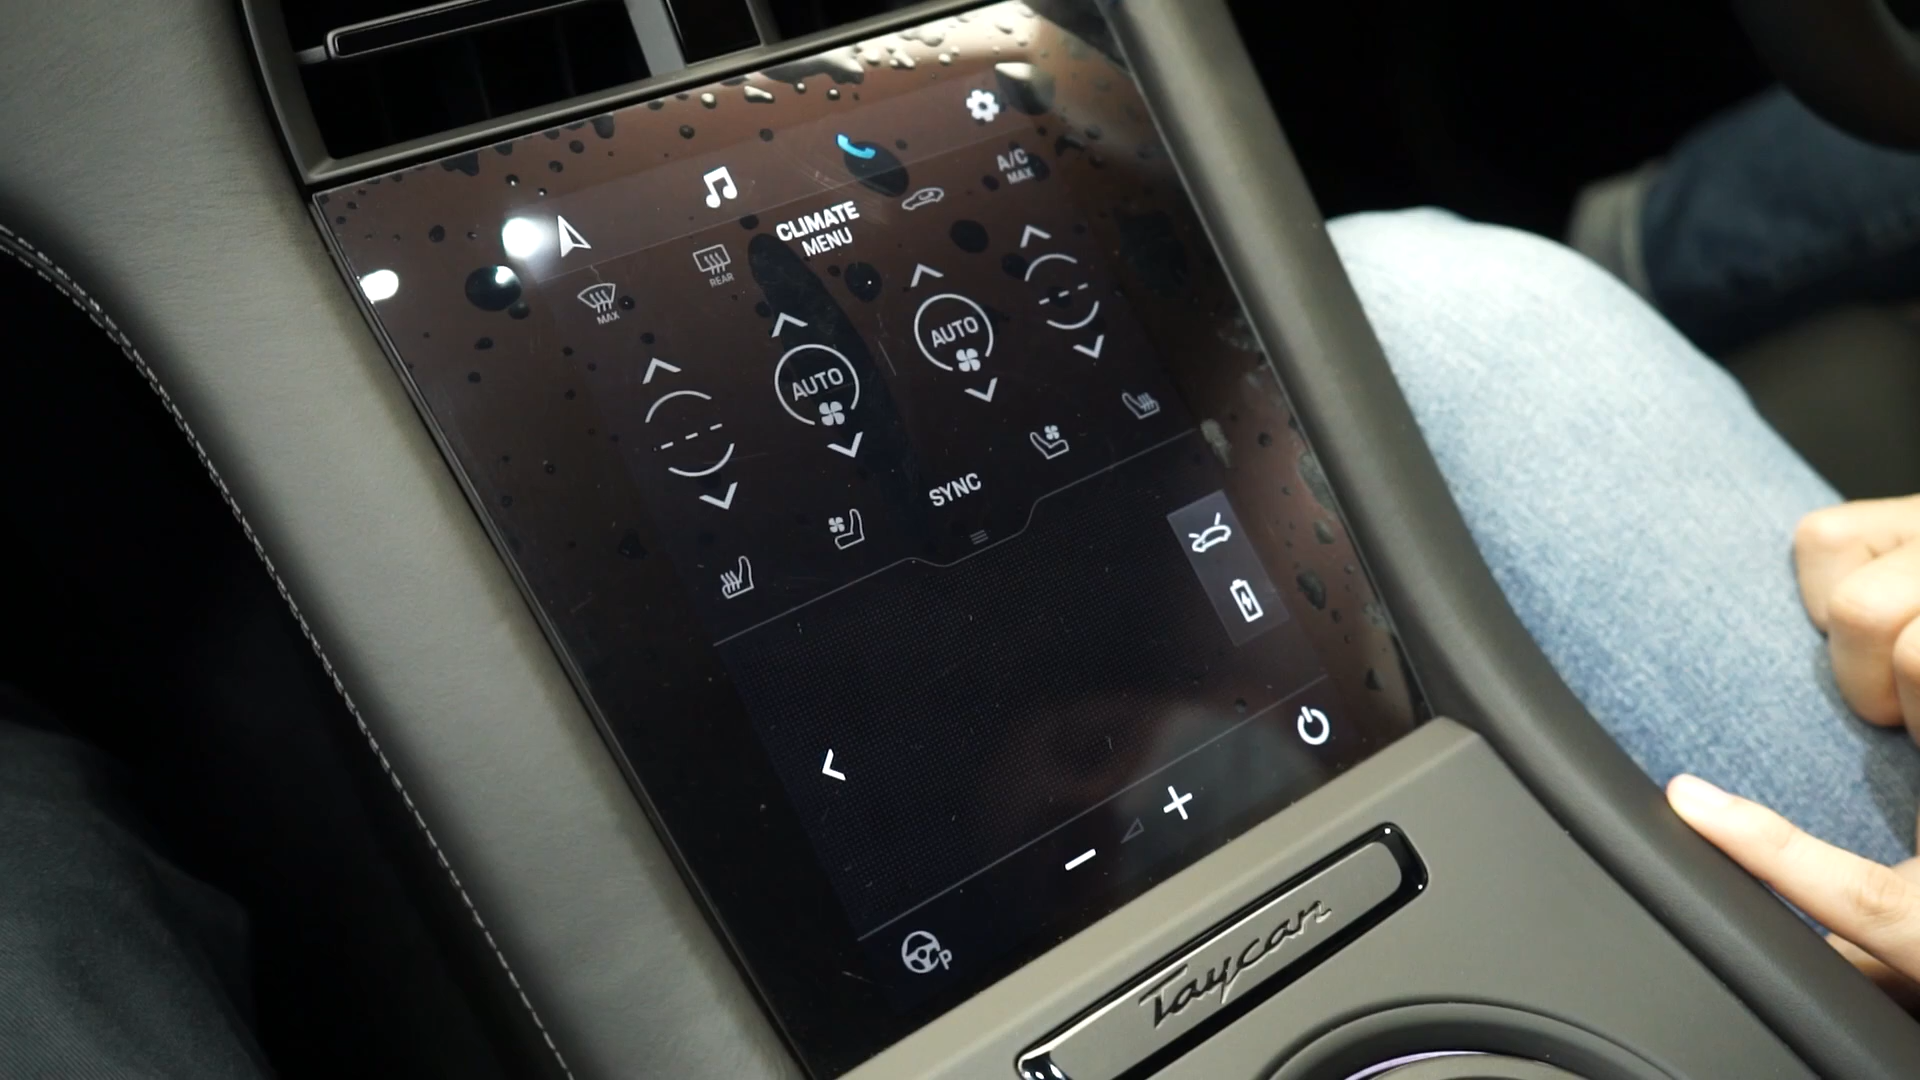 A/C
MAX
CLIMATE
MENU
REAR
MAX
AUTO
AUTO
SYNC
P
Taycan